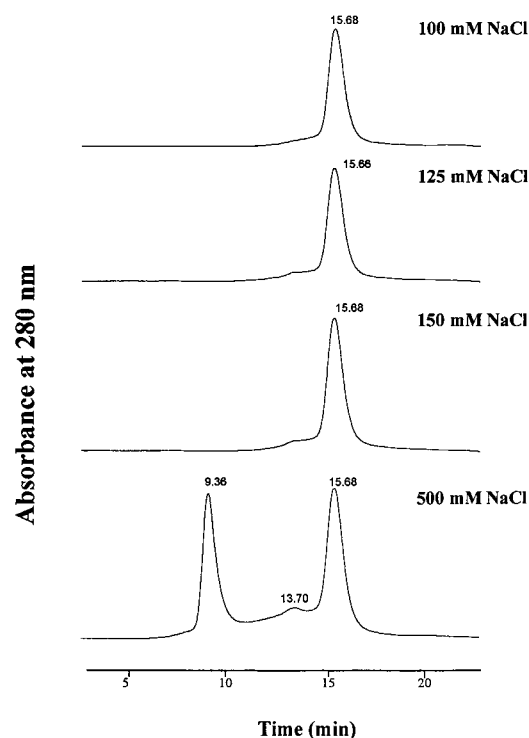 15.68
100 mM NaCl
15.66
125 mM NaCl
15.68
150 mM NaCl
9.36
15.68
500 mM NaCl
13.70
Absorbance at 280 nm
5
10
15
20
Time (min)